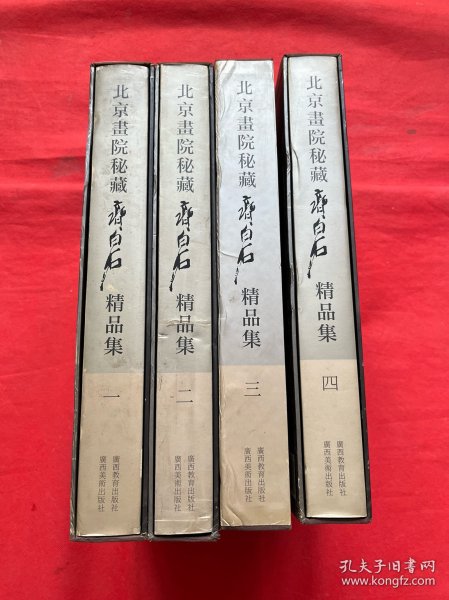 北京畫院秘藏齊白石精品集
一
廣西教育出版社
廣西美術出版社
北京畫院秘藏齊白石精品集
二
廣西教育出版社
廣西美術出版社
北京畫院秘藏齊白石精品集
三
廣西教育出版社
廣西美術出版社
北京畫院秘藏齊白石精品集
四
廣西教育出版社
廣西美術出版社
孔夫子旧书网
www.kongfz.com